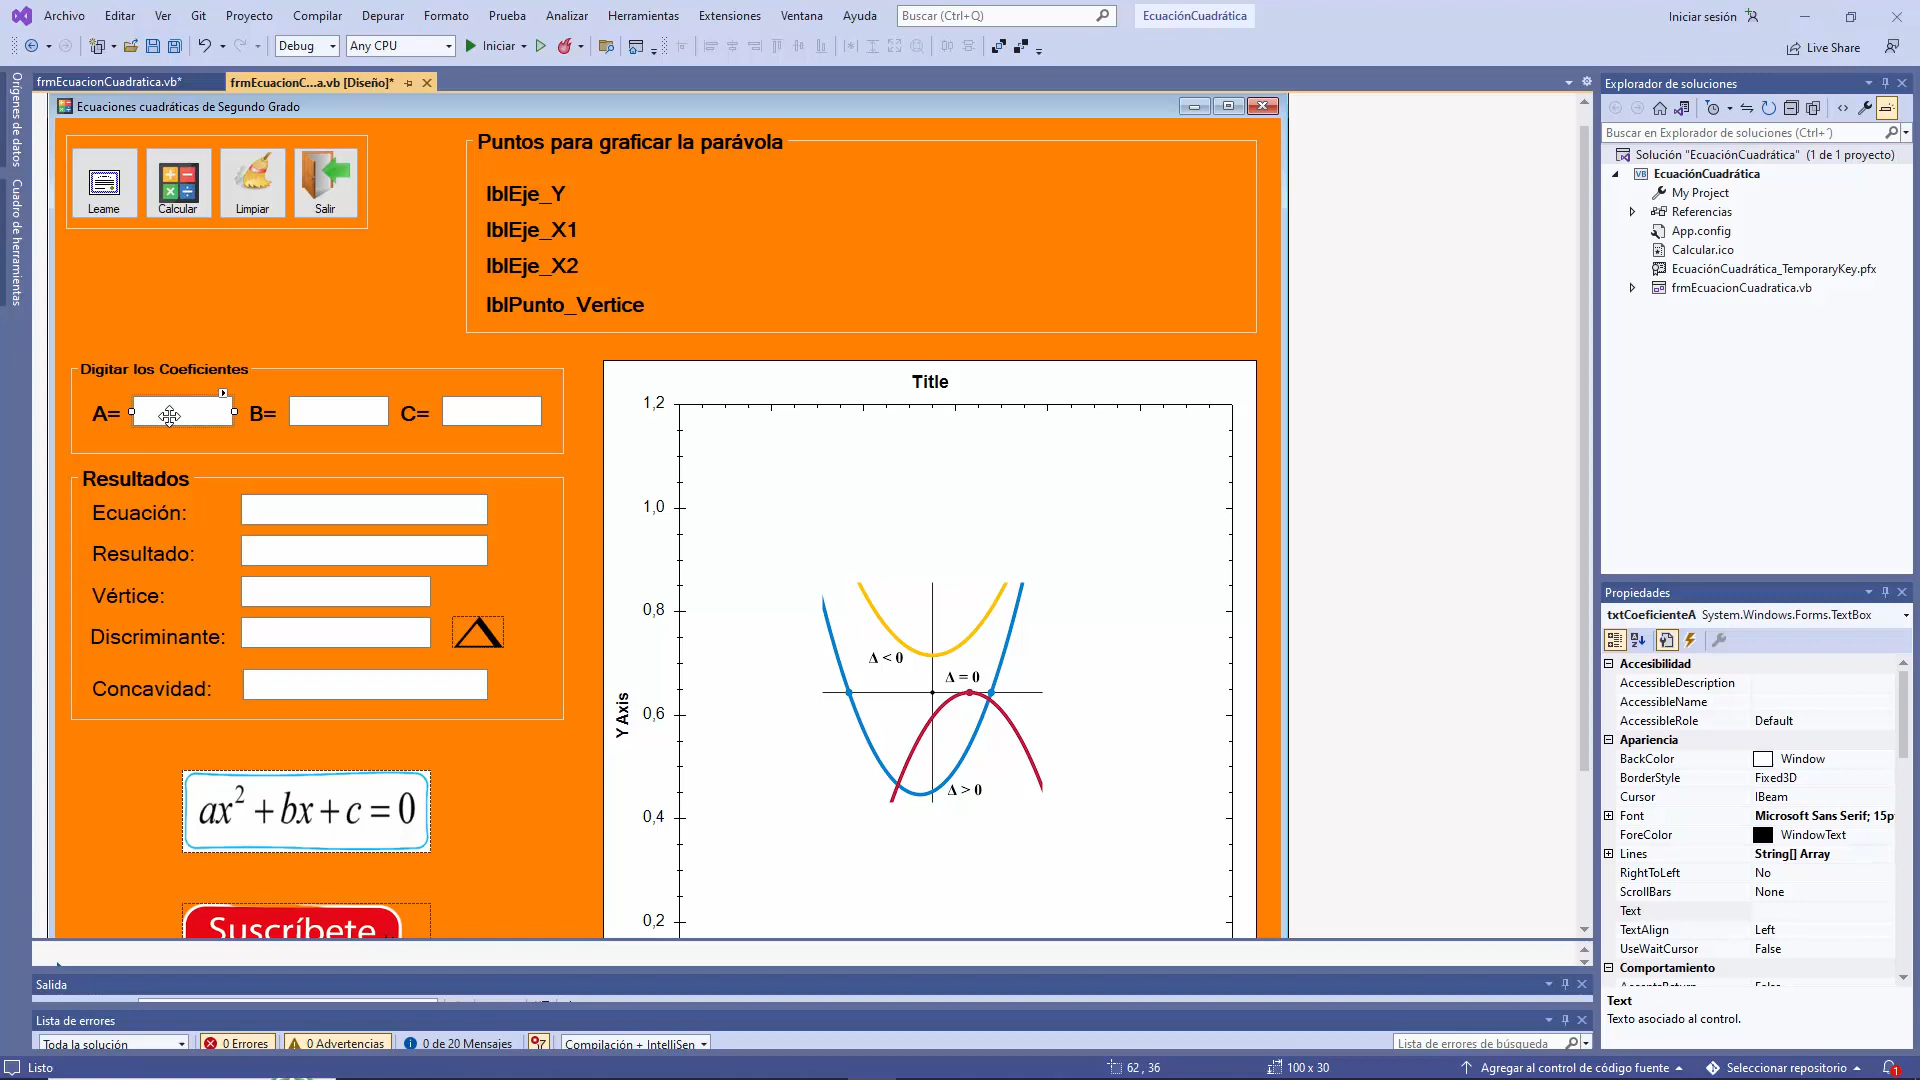 Archivo Editar Ver Git Proyecto Compilar Depurar Formato Prueba Analizar Herramientas Extensiones Ventana Ayuda Buscar (Ctrl+Q) EcuaciónCuadrática Iniciar sesión
Debug Any CPU Iniciar Live Share
Orígenes de datos
Cuadro de herramientas
frmEcuacionCuadratica.vb* frmEcuacionC...a.vb [Diseño]*
Ecuaciones cuadráticas de Segundo Grado
Leame Calcular Limpiar Salir
Puntos para graficar la parávola
lblEje_Y
lblEje_X1
lblEje_X2
lblPunto_Vertice
Digitar los Coeficientes
A= B= C=
Resultados
Ecuación:
Resultado:
Vértice:
Discriminante:
Concavidad:
ax² + bx + c = 0
Suscríbete
Title
1,2
1,0
0,8
0,6
0,4
0,2
Y Axis
Δ < 0
Δ = 0
Δ > 0
Explorador de soluciones
Buscar en Explorador de soluciones (Ctrl+´)
Solución "EcuaciónCuadrática" (1 de 1 proyecto)
VB EcuaciónCuadrática
My Project
Referencias
App.config
Calcular.ico
EcuaciónCuadrática_TemporaryKey.pfx
frmEcuacionCuadratica.vb
Propiedades
txtCoeficienteA System.Windows.Forms.TextBox
Accesibilidad
AccessibleDescription
AccessibleName
AccessibleRole Default
Apariencia
BackColor Window
BorderStyle Fixed3D
Cursor IBeam
Font Microsoft Sans Serif; 15p
ForeColor WindowText
Lines String[] Array
RightToLeft No
ScrollBars None
Text
TextAlign Left
UseWaitCursor False
Comportamiento
Text
Texto asociado al control.
Salida
Lista de errores
Toda la solución 0 Errores 0 Advertencias 0 de 20 Mensajes Compilación + IntelliSen Lista de errores de búsqueda
Listo 62 , 36 100 x 30 Agregar al control de código fuente Seleccionar repositorio 1